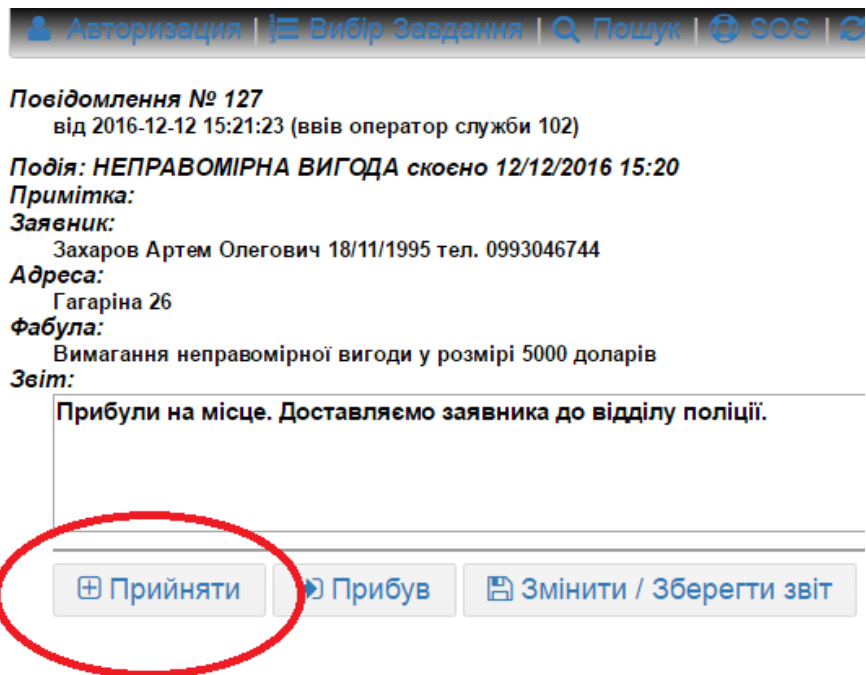 Авторизация | Вибір Завдання | Пошук | SOS |
Повідомлення № 127
від 2016-12-12 15:21:23 (ввів оператор служби 102)
Подія: НЕПРАВОМІРНА ВИГОДА скоєно 12/12/2016 15:20
Примітка:
Заявник:
Захаров Артем Олегович 18/11/1995 тел. 0993046744
Адреса:
Гагаріна 26
Фабула:
Вимагання неправомірної вигоди у розмірі 5000 доларів
Звіт:
Прибули на місце. Доставляємо заявника до відділу поліції.
Прийняти Прибув Змінити / Зберегти звіт